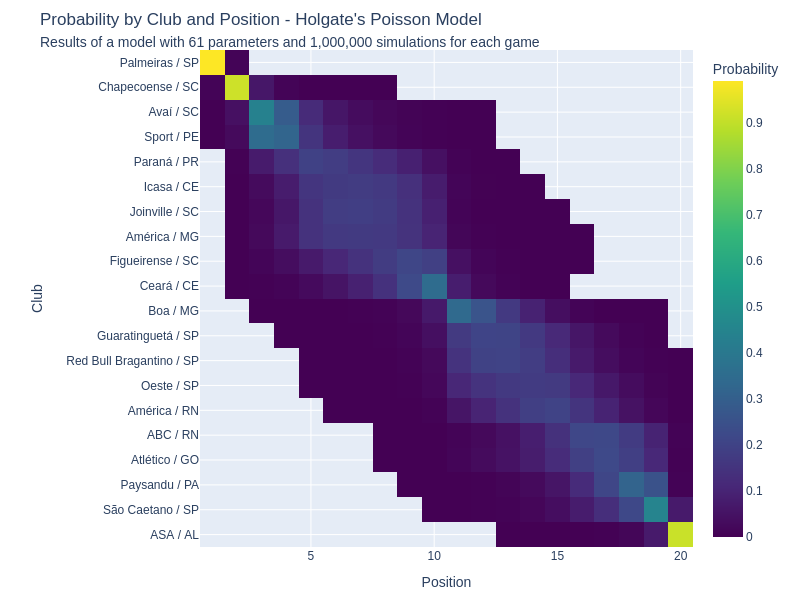 Probability by Club and Position - Holgate's Poisson Model
Results of a model with 61 parameters and 1,000,000 simulations for each game
Probability
Palmeiras / SP
Chapecoense / SC
Avaí / SC
Sport / PE
Paraná / PR
Icasa / CE
Joinville / SC
América / MG
Figueirense / SC
Ceará / CE
Boa / MG
Guaratinguetá / SP
Red Bull Bragantino / SP
Oeste / SP
América / RN
ABC / RN
Atlético / GO
Paysandu / PA
São Caetano / SP
ASA / AL
Club
5
10
15
20
Position
0.9
0.8
0.7
0.6
0.5
0.4
0.3
0.2
0.1
0